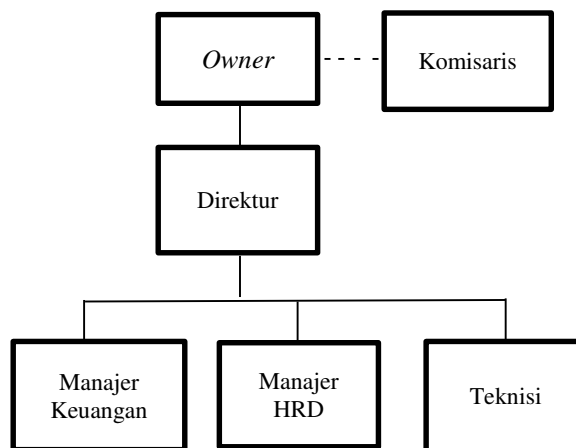 Owner
Komisaris
Direktur
Manajer
Keuangan
Manajer
HRD
Teknisi